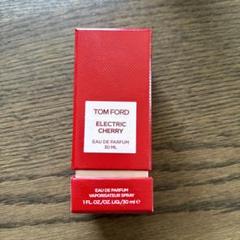 TOM FORD
ELECTRIC
CHERRY
EAU DE PARFUM
30 ML
EAU DE PARFUM
VAPORISATEUR SPRAY
1 FL.OZ./OZ.LIQ./30 ml ℮